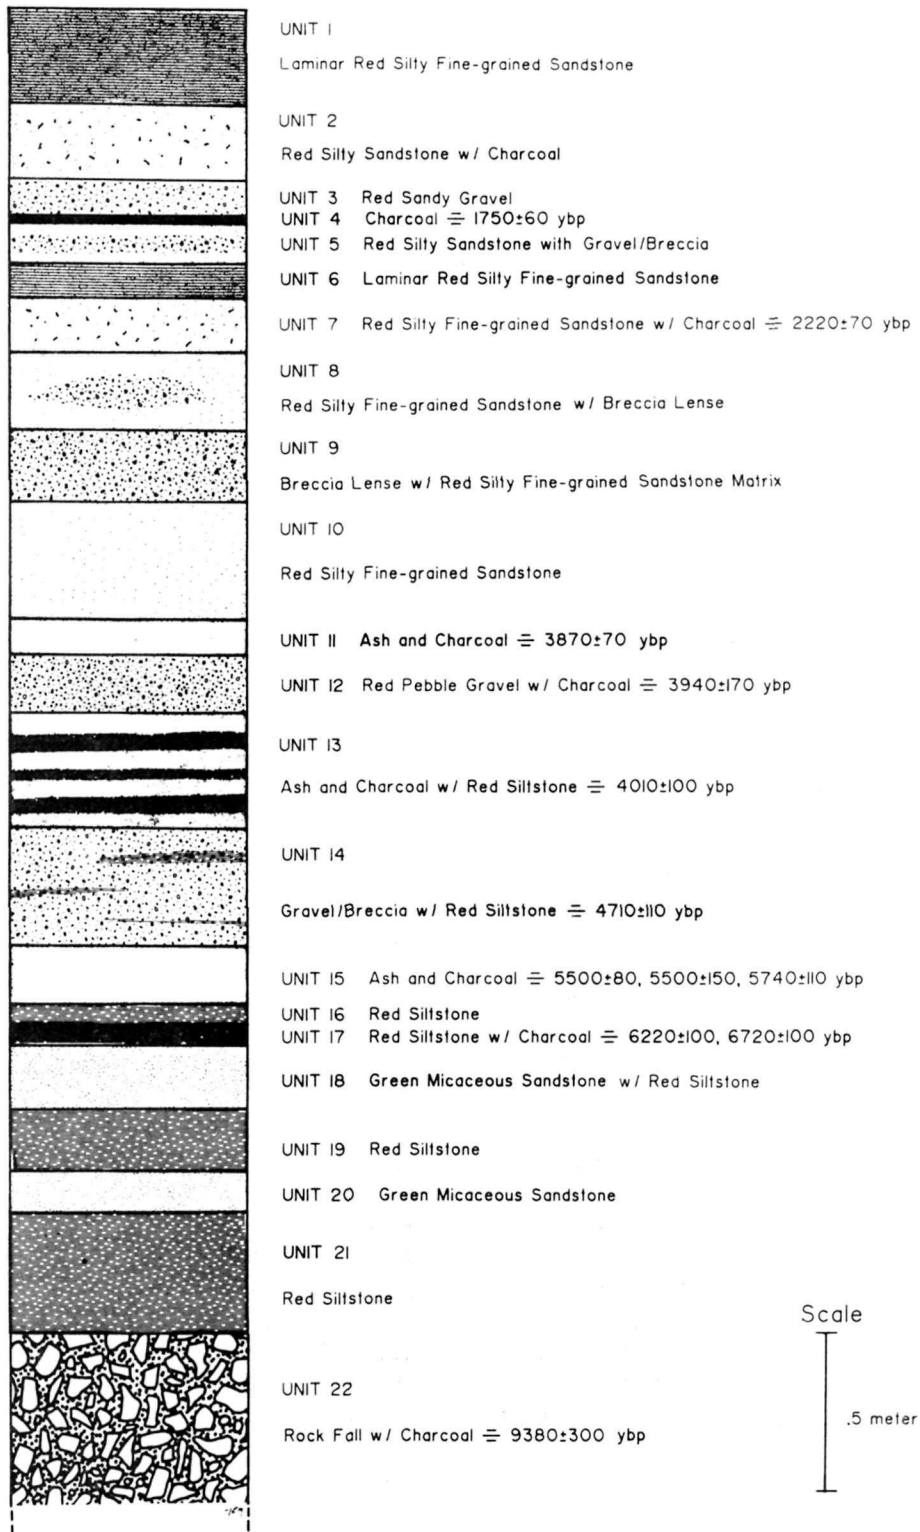 UNIT 1
Laminar Red Silty Fine-grained Sandstone
UNIT 2
Red Silty Sandstone w/ Charcoal
UNIT 3 Red Sandy Gravel
UNIT 4 Charcoal ≐ 1750±60 ybp
UNIT 5 Red Silty Sandstone with Gravel/Breccia
UNIT 6 Laminar Red Silty Fine-grained Sandstone
UNIT 7 Red Silty Fine-grained Sandstone w/ Charcoal ≐ 2220±70 ybp
UNIT 8
Red Silty Fine-grained Sandstone w/ Breccia Lense
UNIT 9
Breccia Lense w/ Red Silty Fine-grained Sandstone Matrix
UNIT 10
Red Silty Fine-grained Sandstone
UNIT 11 Ash and Charcoal ≐ 3870±70 ybp
UNIT 12 Red Pebble Gravel w/ Charcoal ≐ 3940±170 ybp
UNIT 13
Ash and Charcoal w/ Red Siltstone ≐ 4010±100 ybp
UNIT 14
Gravel/Breccia w/ Red Siltstone ≐ 4710±110 ybp
UNIT 15 Ash and Charcoal ≐ 5500±80, 5500±150, 5740±110 ybp
UNIT 16 Red Siltstone
UNIT 17 Red Siltstone w/ Charcoal ≐ 6220±100, 6720±100 ybp
UNIT 18 Green Micaceous Sandstone w/ Red Siltstone
UNIT 19 Red Siltstone
UNIT 20 Green Micaceous Sandstone
UNIT 21
Red Siltstone
Scale
.5 meter
UNIT 22
Rock Fall w/ Charcoal ≐ 9380±300 ybp